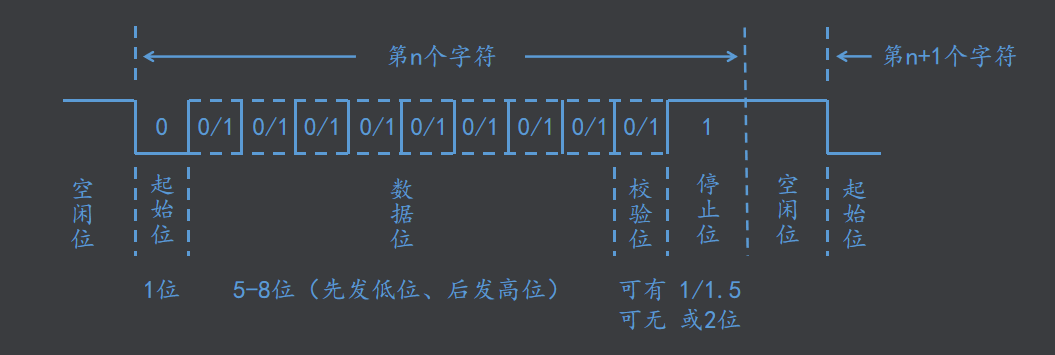 第n个字符
第n+1个字符
0 0/1 0/1 0/1 0/1 0/1 0/1 0/1 0/1 0/1 1
空闲位
起始位
数据位
校验位
停止位
空闲位
起始位
1位
5-8位（先发低位、后发高位）
可有
可无
1/1.5
或2位